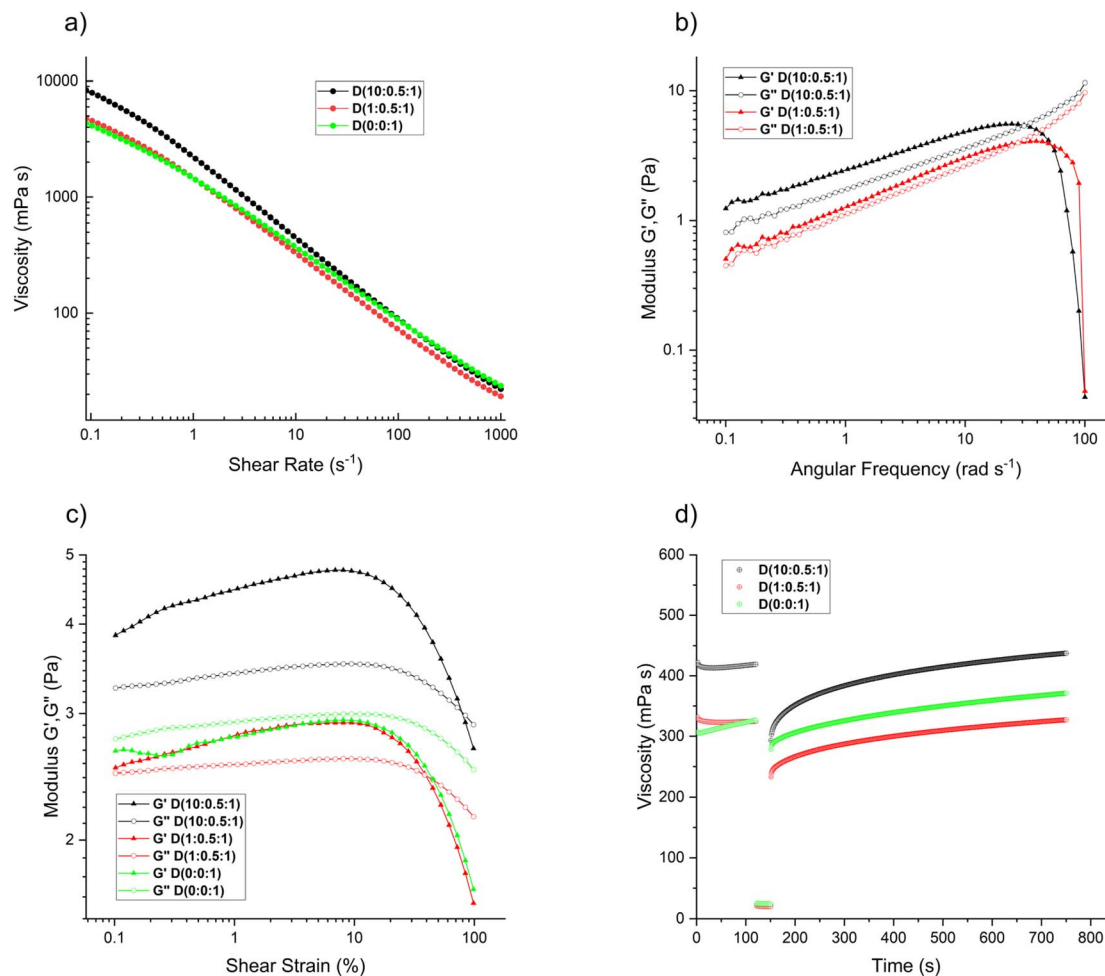 a)
10000
1000
100
Viscosity (mPa s)
0.1 1 10 100 1000
Shear Rate (s⁻¹)
D(10:0.5:1)
D(1:0.5:1)
D(0:0:1)
b)
10
1
0.1
Modulus G',G'' (Pa)
0.1 1 10 100
Angular Frequency (rad s⁻¹)
G' D(10:0.5:1)
G'' D(10:0.5:1)
G' D(1:0.5:1)
G'' D(1:0.5:1)
c)
5
4
3
2
Modulus G',G'' (Pa)
0.1 1 10 100
Shear Strain (%)
G' D(10:0.5:1)
G'' D(10:0.5:1)
G' D(1:0.5:1)
G'' D(1:0.5:1)
G' D(0:0:1)
G'' D(0:0:1)
d)
600
500
400
300
200
100
0
Viscosity (mPa s)
0 100 200 300 400 500 600 700 800
Time (s)
D(10:0.5:1)
D(1:0.5:1)
D(0:0:1)